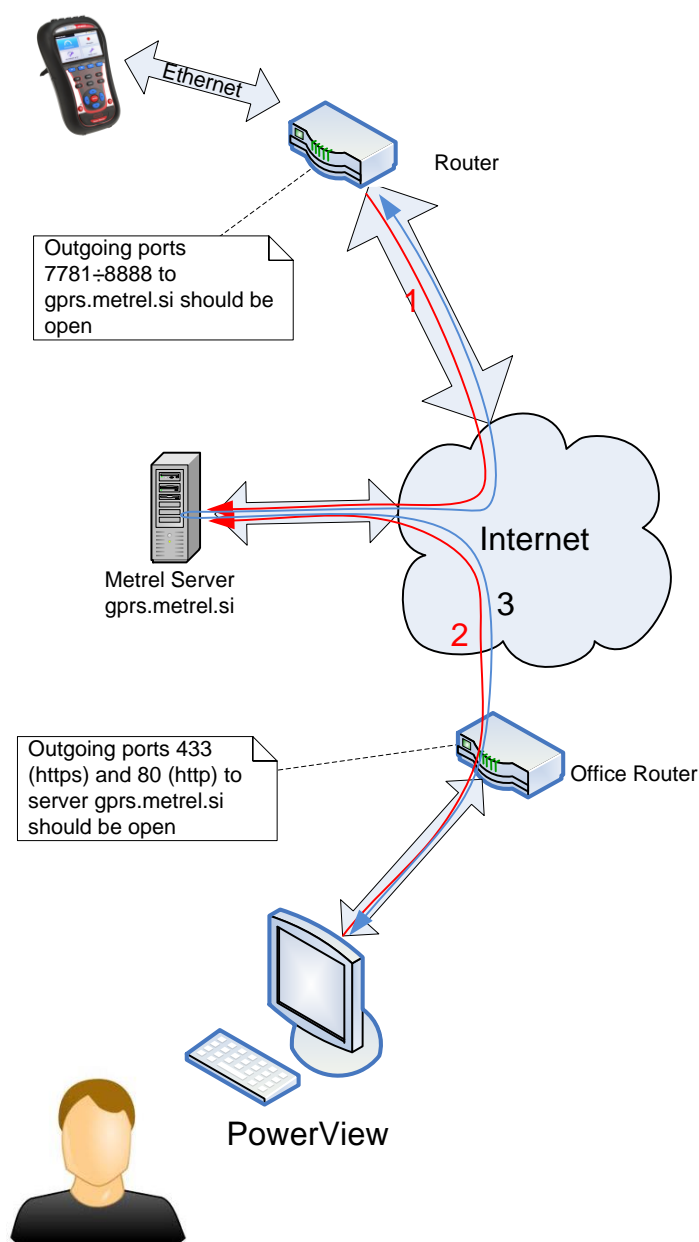 Ethernet
Router
Outgoing ports
7781÷8888 to
gprs.metrel.si should be
open
1
Internet
Metrel Server
gprs.metrel.si
3
2
Outgoing ports 433
(https) and 80 (http) to
server gprs.metrel.si
should be open
Office Router
PowerView